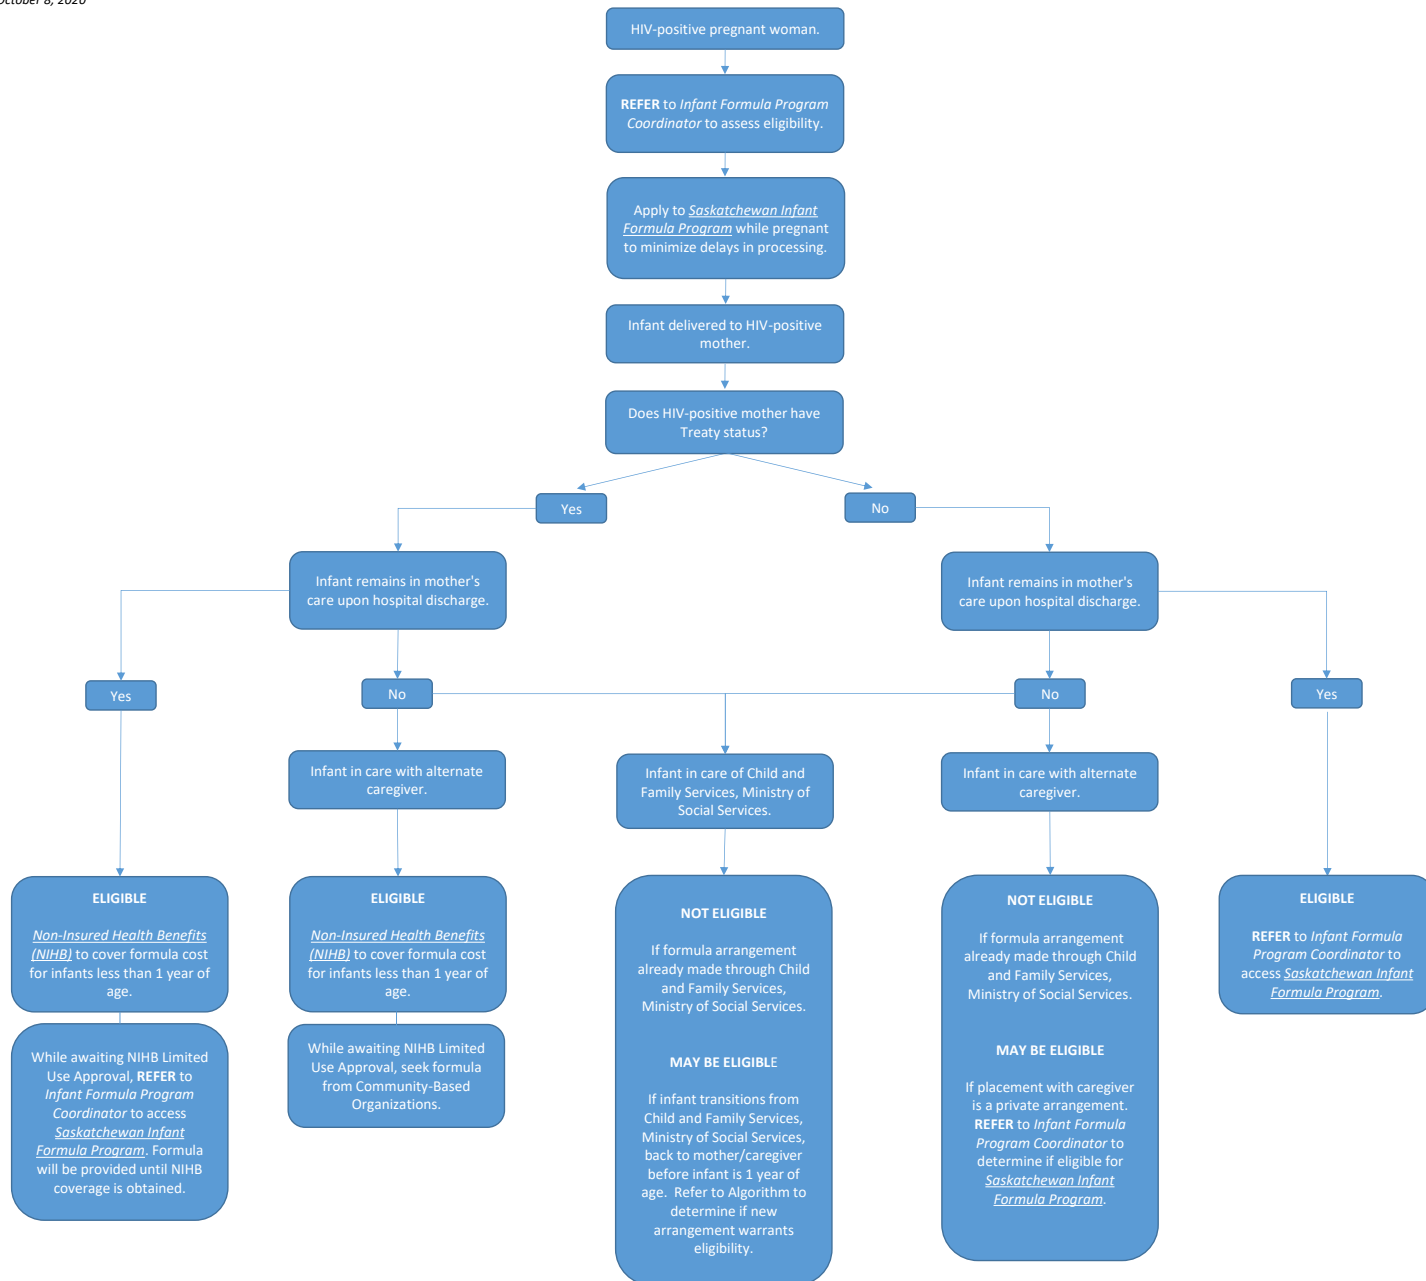 October 8, 2020
HIV-positive pregnant woman.
REFER to Infant Formula Program
Coordinator to assess eligibility.
Apply to Saskatchewan Infant
Formula Program while pregnant
to minimize delays in processing.
Infant delivered to HIV-positive
mother.
Does HIV-positive mother have
Treaty status?
Yes
No
Infant remains in mother's
care upon hospital discharge.
Infant remains in mother's
care upon hospital discharge.
Yes
No
No
Yes
Infant in care with alternate
caregiver.
Infant in care of Child and
Family Services, Ministry of
Social Services.
Infant in care with alternate
caregiver.
ELIGIBLE
Non-Insured Health Benefits
(NIHB) to cover formula cost
for infants less than 1 year of
age.
While awaiting NIHB Limited
Use Approval, REFER to
Infant Formula Program
Coordinator to access
Saskatchewan Infant
Formula Program. Formula
will be provided until NIHB
coverage is obtained.
ELIGIBLE
Non-Insured Health Benefits
(NIHB) to cover formula cost
for infants less than 1 year of
age.
While awaiting NIHB Limited
Use Approval, seek formula
from Community-Based
Organizations.
NOT ELIGIBLE
If formula arrangement
already made through Child
and Family Services,
Ministry of Social Services.
MAY BE ELIGIBLE
If infant transitions from
Child and Family Services,
Ministry of Social Services,
back to mother/caregiver
before infant is 1 year of
age. Refer to Algorithm to
determine if new
arrangement warrants
eligibility.
NOT ELIGIBLE
If formula arrangement
already made through Child
and Family Services,
Ministry of Social Services.
MAY BE ELIGIBLE
If placement with caregiver
is a private arrangement.
REFER to Infant Formula
Program Coordinator to
determine if eligible for
Saskatchewan Infant
Formula Program.
ELIGIBLE
REFER to Infant Formula
Program Coordinator to
access Saskatchewan Infant
Formula Program.